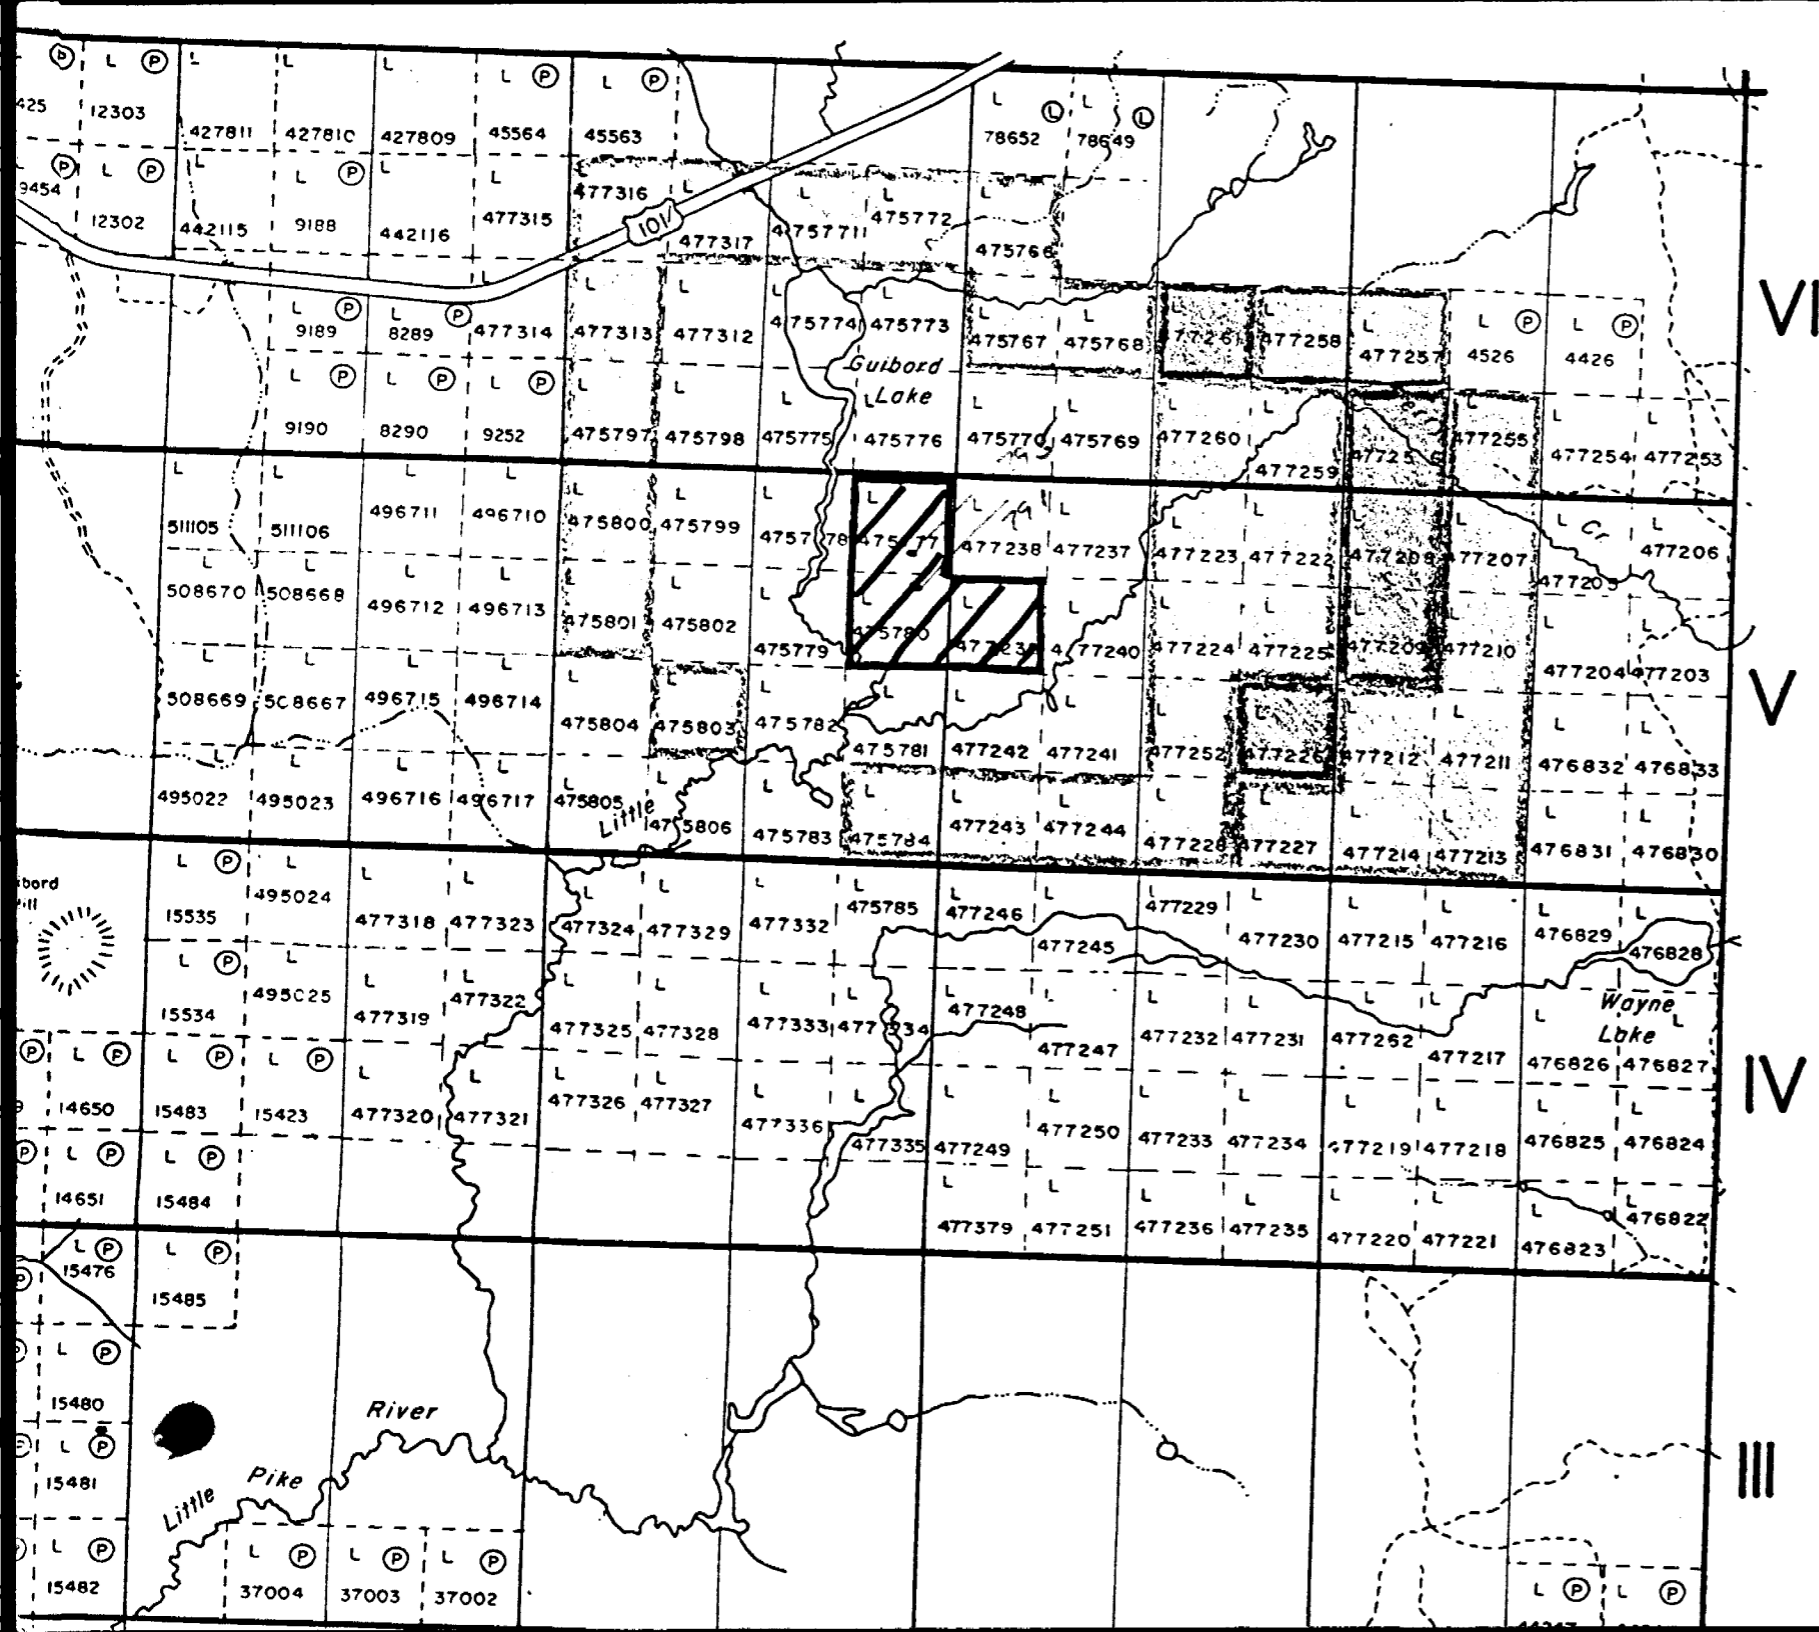 L P L P L L L L P L P
L L
425 12303 427811 427810 427809 45564 45563 78652 78649
L P L P L L P L L L L L L
9454 12302 442115 9188 442116 477315 477316 101 477317 475772 475766
VI
L P L P L L L L L L L L L L L L P L P
9189 8289 477314 477313 477312 475774 475773 475767 475768 477261 477258 477257 4526 4426
Guibord
Lake
L P L P L P L L L L L L L L
9190 8290 9252 475797 475798 475775 475776 475770 475769 477260 477259 477255 477254 477253
L L L L L L L L L L L L L L
511105 511106 496711 496710 475800 475799 477238 477237 477223 477222 477208 477207 477206
Cr
L L L L L L L L L L L
508670 508668 496712 496713 475801 475802 475779 475780 477240 477224 477225 477209 477210 477204 477203
V
L L L L L L L L L L
508669 508667 496715 496714 475804 475803 475782 475781 477242 477241 477252 477226 477212 477211 476832 476833
L L L L L L L L L L L
495022 495023 496716 496717 475805 475806 475783 475784 477243 477244 477228 477227 477214 477213 476831 476830
Little
L P L L L L L L L L L L L L L
15535 495024 477318 477323 477324 477329 477332 475785 477246 477245 477229 477230 477215 477216 476829 476828
L P L L L L L L L L L L L L L
15534 495025 477319 477322 477325 477328 477333 477334 477248 477247 477232 477231 477262 477217 476826 476827
Wayne
Lake
IV
P L P L P L P L L L L L L L L L L L L L
14650 15483 15423 477320 477321 477326 477327 477336 477335 477249 477250 477233 477234 477219 477218 476825 476824
P L P L P L L L L L L L L
14651 15484 477379 477251 477236 477235 477220 477221 476823 476822
L P L P
15476 15485
L P
15480
River
III
L P
15481
Pike
Little
L P L P L P L P L P L P
15482 37004 37003 37002